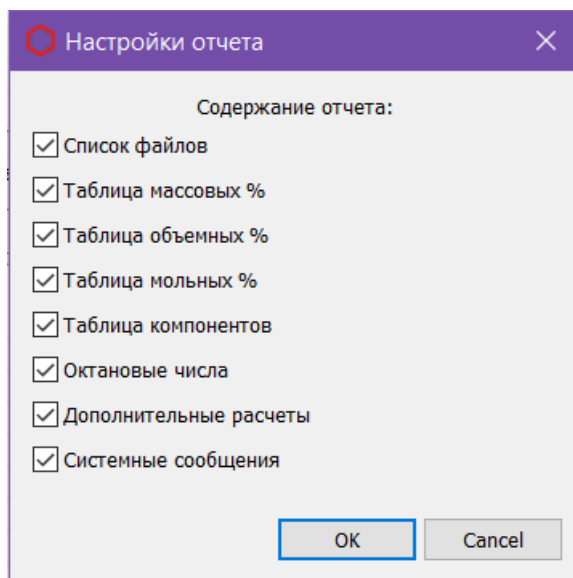 Настройки отчета
Содержание отчета:
Список файлов
Таблица массовых %
Таблица объемных %
Таблица мольных %
Таблица компонентов
Октановые числа
Дополнительные расчеты
Системные сообщения
OK Cancel